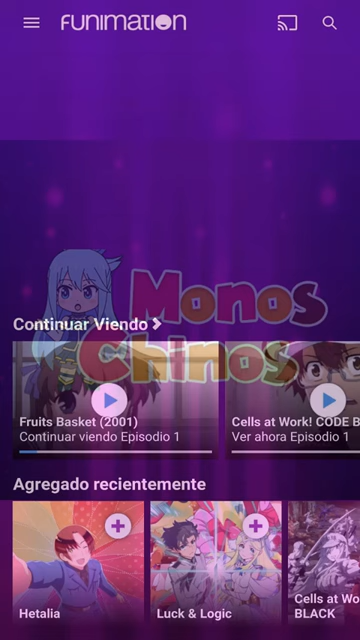 FUNIMATION
Monos
Chinos
Continuar Viendo
Fruits Basket (2001)
Continuar viendo Episodio 1
Cells at Work! CODE B
Ver ahora Episodio 1
Agregado recientemente
Hetalia
Luck & Logic
Cells at Wo
BLACK